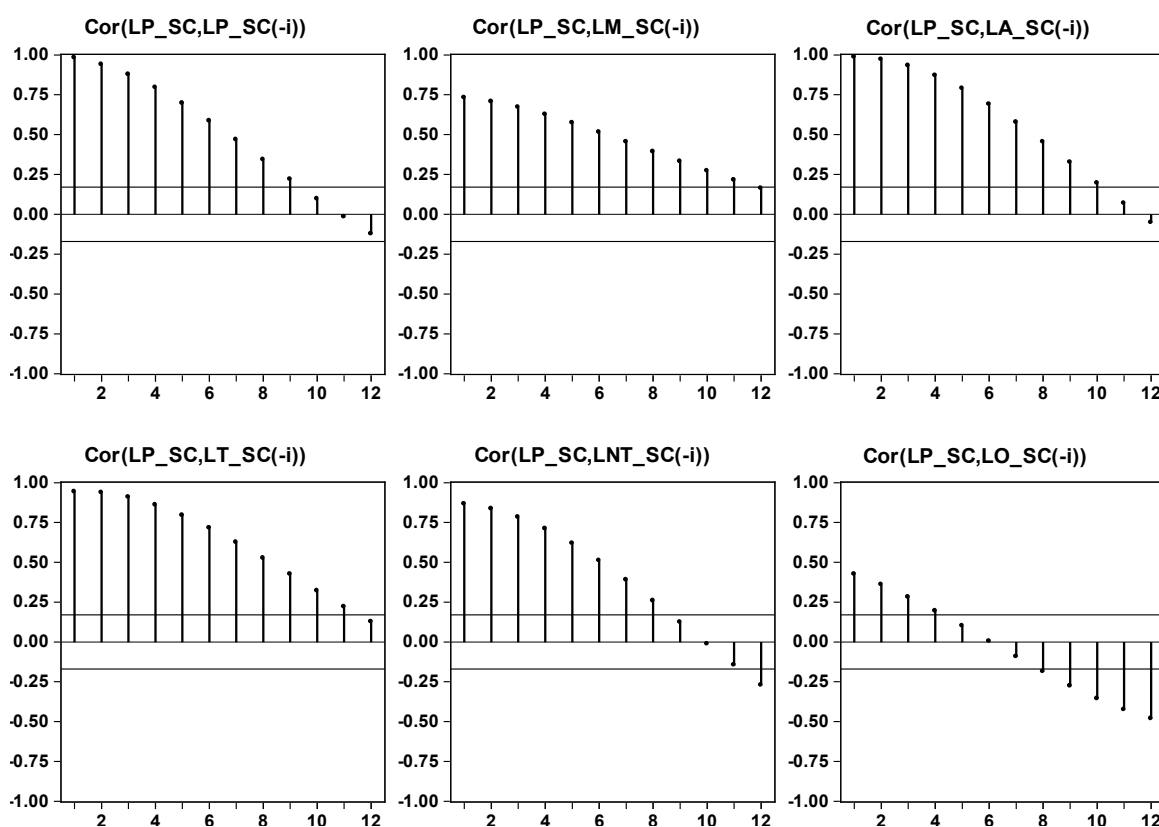 Cor(LP_SC,LP_SC(-i)) Cor(LP_SC,LM_SC(-i)) Cor(LP_SC,LA_SC(-i))
1.00 1.00 1.00
0.75 0.75 0.75
0.50 0.50 0.50
0.25 0.25 0.25
0.00 0.00 0.00
-0.25 -0.25 -0.25
-0.50 -0.50 -0.50
-0.75 -0.75 -0.75
-1.00 -1.00 -1.00
2 4 6 8 10 12 2 4 6 8 10 12 2 4 6 8 10 12
Cor(LP_SC,LT_SC(-i)) Cor(LP_SC,LNT_SC(-i)) Cor(LP_SC,LO_SC(-i))
1.00 1.00 1.00
0.75 0.75 0.75
0.50 0.50 0.50
0.25 0.25 0.25
0.00 0.00 0.00
-0.25 -0.25 -0.25
-0.50 -0.50 -0.50
-0.75 -0.75 -0.75
-1.00 -1.00 -1.00
2 4 6 8 10 12 2 4 6 8 10 12 2 4 6 8 10 12